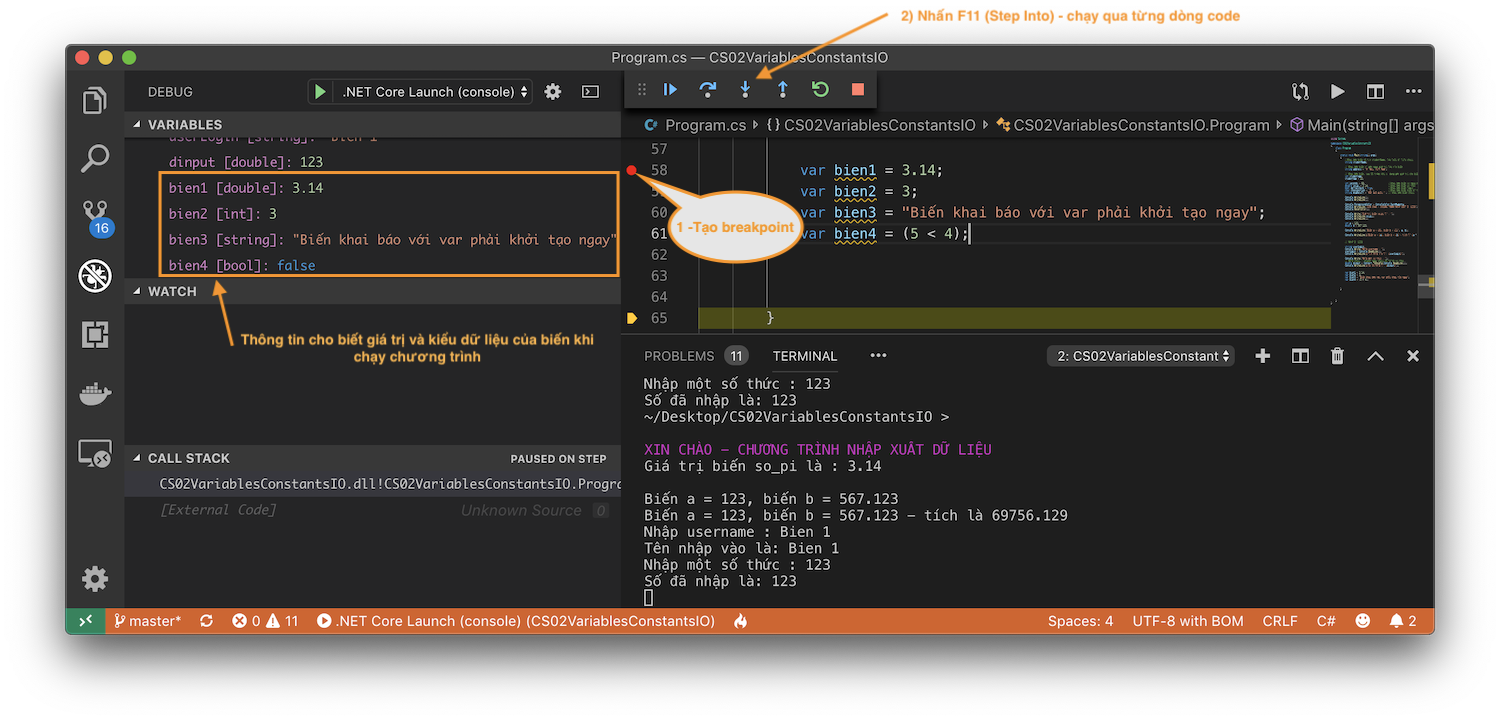 2) Nhấn F11 (Step Into) - chạy qua từng dòng code
Program.cs — CS02VariablesConstantsIO
DEBUG
.NET Core Launch (console)
VARIABLES
userLogin [string]: "Bien 1"
dinput [double]: 123
bien1 [double]: 3.14
bien2 [int]: 3
bien3 [string]: "Biến khai báo với var phải khởi tạo ngay"
bien4 [bool]: false
WATCH
Thông tin cho biết giá trị và kiểu dữ liệu của biến khi
chạy chương trình
CALL STACK
PAUSED ON STEP
CS02VariablesConstantsIO.dll!CS02VariablesConstantsIO.Progra
[External Code]
Unknown Source 0
16
Program.cs
{} CS02VariablesConstantsIO
CS02VariablesConstantsIO.Program
Main(string[] args
57
58 var bien1 = 3.14;
var bien2 = 3;
60 var bien3 = "Biến khai báo với var phải khởi tạo ngay";
61 var bien4 = (5 < 4);
62
63
64
65 }
1 -Tạo breakpoint
PROBLEMS 11 TERMINAL ••• 2: CS02VariablesConstant
Nhập một số thức : 123
Số đã nhập là: 123
~/Desktop/CS02VariablesConstantsIO >
XIN CHÀO – CHƯƠNG TRÌNH NHẬP XUẤT DỮ LIỆU
Giá trị biến so_pi là : 3.14
Biến a = 123, biến b = 567.123
Biến a = 123, biến b = 567.123 – tích là 69756.129
Nhập username : Bien 1
Tên nhập vào là: Bien 1
Nhập một số thức : 123
Số đã nhập là: 123
master* 0 11 .NET Core Launch (console) (CS02VariablesConstantsIO) Spaces: 4 UTF-8 with BOM CRLF C# 2